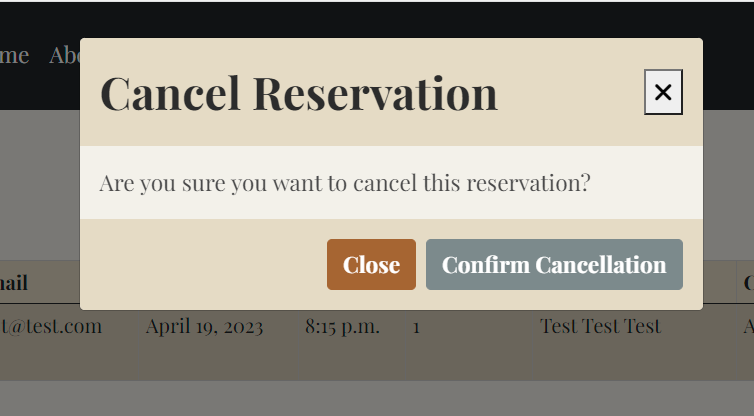 me Abo
Cancel Reservation
Are you sure you want to cancel this reservation?
Close Confirm Cancellation
ail C
t@test.com April 19, 2023 8:15 p.m. 1 Test Test Test A